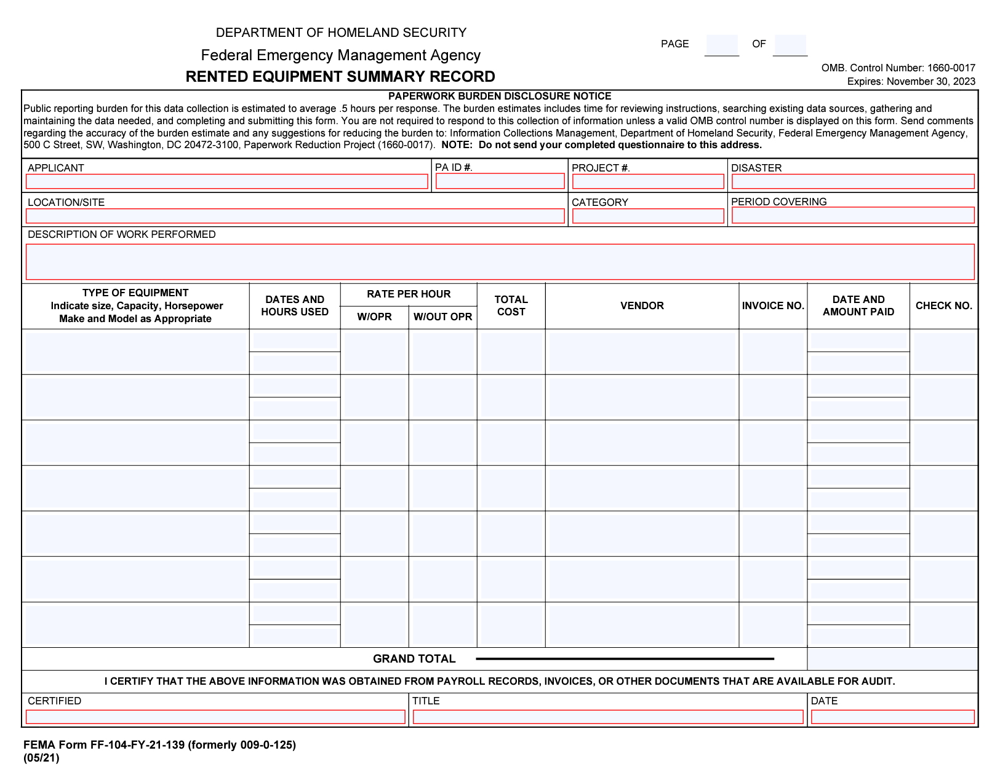 DEPARTMENT OF HOMELAND SECURITY
Federal Emergency Management Agency
RENTED EQUIPMENT SUMMARY RECORD
PAGE OF
OMB. Control Number: 1660-0017
Expires: November 30, 2023
PAPERWORK BURDEN DISCLOSURE NOTICE
Public reporting burden for this data collection is estimated to average .5 hours per response. The burden estimates includes time for reviewing instructions, searching existing data sources, gathering and
maintaining the data needed, and completing and submitting this form. You are not required to respond to this collection of information unless a valid OMB control number is displayed on this form. Send comments
regarding the accuracy of the burden estimate and any suggestions for reducing the burden to: Information Collections Management, Department of Homeland Security, Federal Emergency Management Agency,
500 C Street, SW, Washington, DC 20472-3100, Paperwork Reduction Project (1660-0017). NOTE: Do not send your completed questionnaire to this address.
APPLICANT
PA ID #.
PROJECT #.
DISASTER
LOCATION/SITE
CATEGORY
PERIOD COVERING
DESCRIPTION OF WORK PERFORMED
TYPE OF EQUIPMENT
Indicate size, Capacity, Horsepower
Make and Model as Appropriate
DATES AND
HOURS USED
RATE PER HOUR
W/OPR
W/OUT OPR
TOTAL
COST
VENDOR
INVOICE NO.
DATE AND
AMOUNT PAID
CHECK NO.
GRAND TOTAL
I CERTIFY THAT THE ABOVE INFORMATION WAS OBTAINED FROM PAYROLL RECORDS, INVOICES, OR OTHER DOCUMENTS THAT ARE AVAILABLE FOR AUDIT.
CERTIFIED
TITLE
DATE
FEMA Form FF-104-FY-21-139 (formerly 009-0-125)
(05/21)